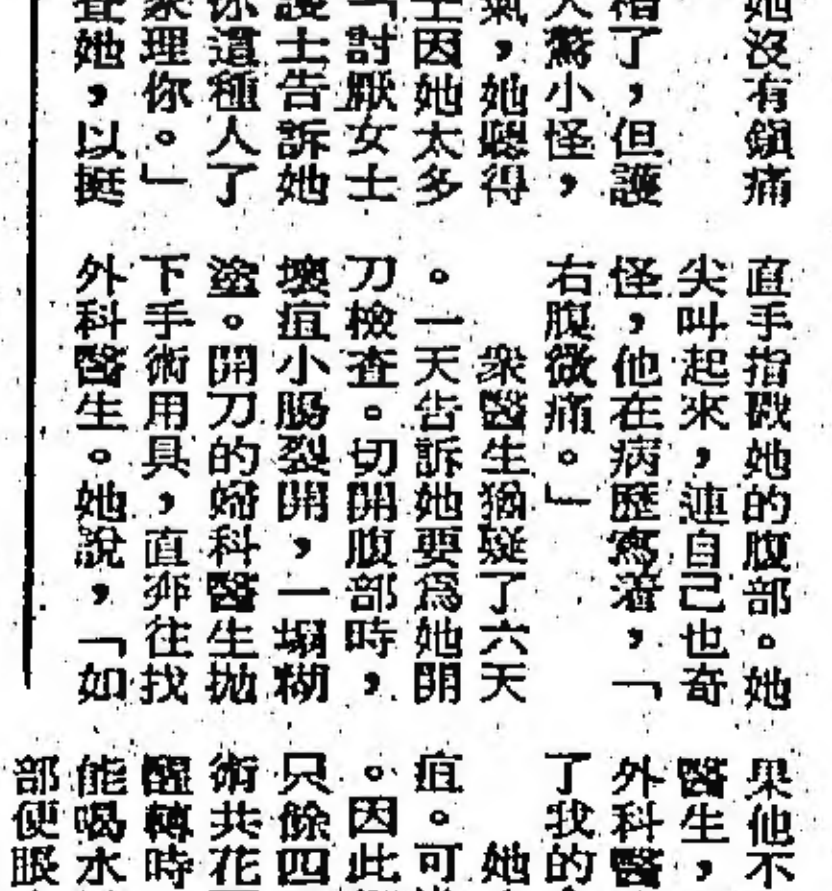 她沒有鎮痛
糟了，但護
大驚小怪，
氣，她聽得
士因她太多
「討厭女士
護士告訴她
你這種人了
家理你。」
查她，以挺
直手指戳她的腹部。她
尖叫起來，連自己也奇
怪，他在病歷寫着，「
右腹微痛。」
衆醫生猶疑了六天
。一天告訴她要爲她開
刀檢查。切開腹部時，
壞疽小腸裂開，一塌糊
塗。開刀的婦科醫生抛
下手術用具，直奔往找
外科醫生。她說，「如
果他不
醫生，
外科醫
了我的
她
疽。可
。因此
只餘四
術共花
醒轉時
能喝水
部便眼